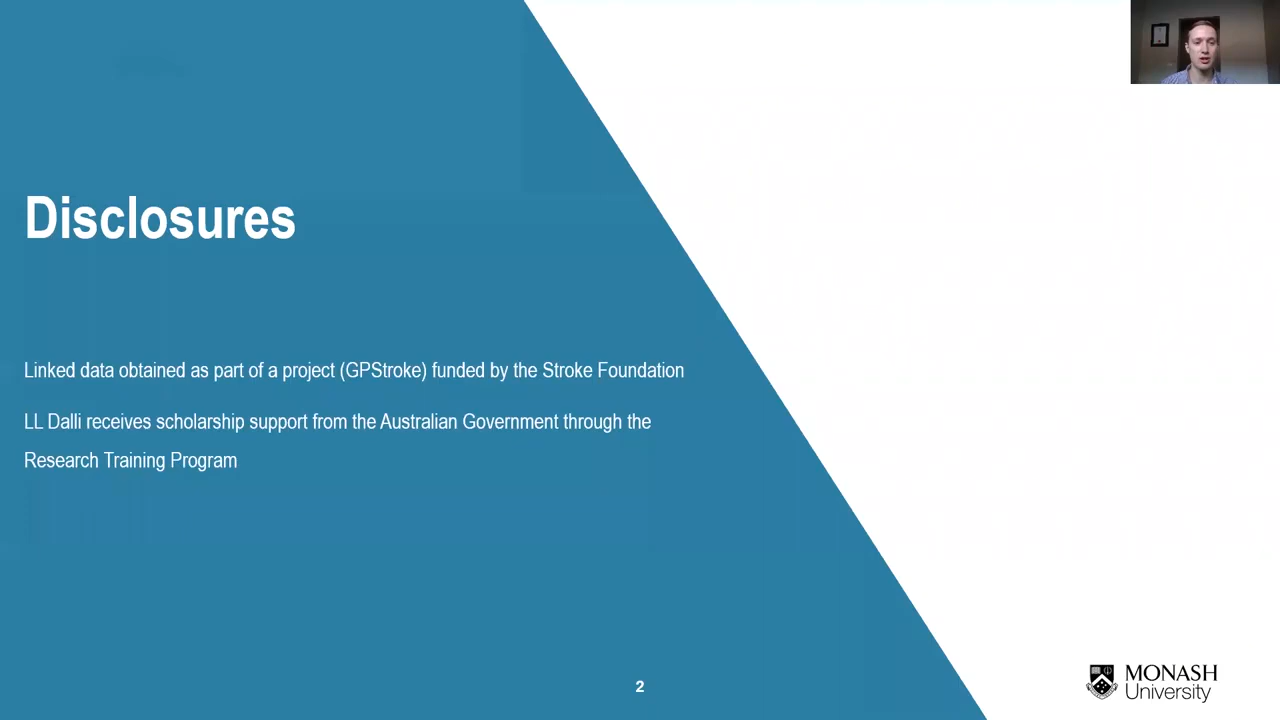 Disclosures
Linked data obtained as part of a project (GPStroke) funded by the Stroke Foundation
LL Dalli receives scholarship support from the Australian Government through the
Research Training Program
2
MONASH
University